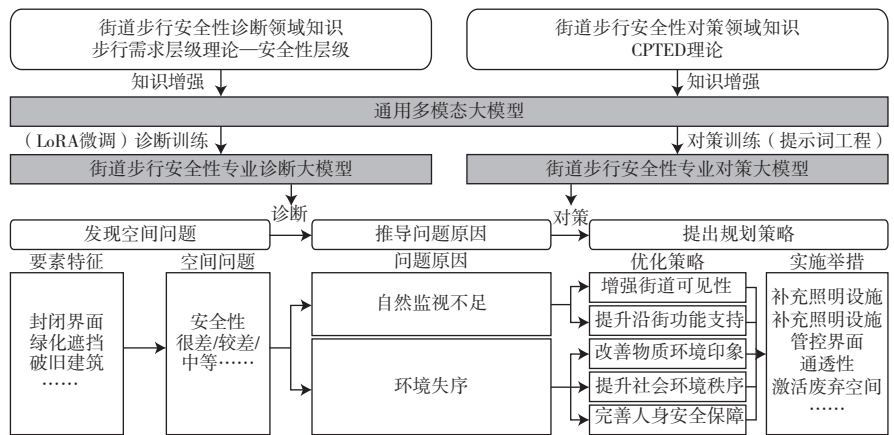 街道步行安全性诊断领域知识
步行需求层级理论—安全性层级
街道步行安全性对策领域知识
CPTED理论
知识增强
知识增强
通用多模态大模型
（LoRA微调）诊断训练
对策训练（提示词工程）
街道步行安全性专业诊断大模型
街道步行安全性专业对策大模型
诊断
对策
发现空间问题
推导问题原因
提出规划策略
要素特征
空间问题
问题原因
优化策略
实施举措
封闭界面
绿化遮挡
破旧建筑
……
安全性
很差/较差/
中等……
自然监视不足
环境失序
增强街道可见性
提升沿街功能支持
改善物质环境印象
提升社会环境秩序
完善人身安全保障
补充照明设施
补充照明设施
管控界面
通透性
激活废弃空间
……